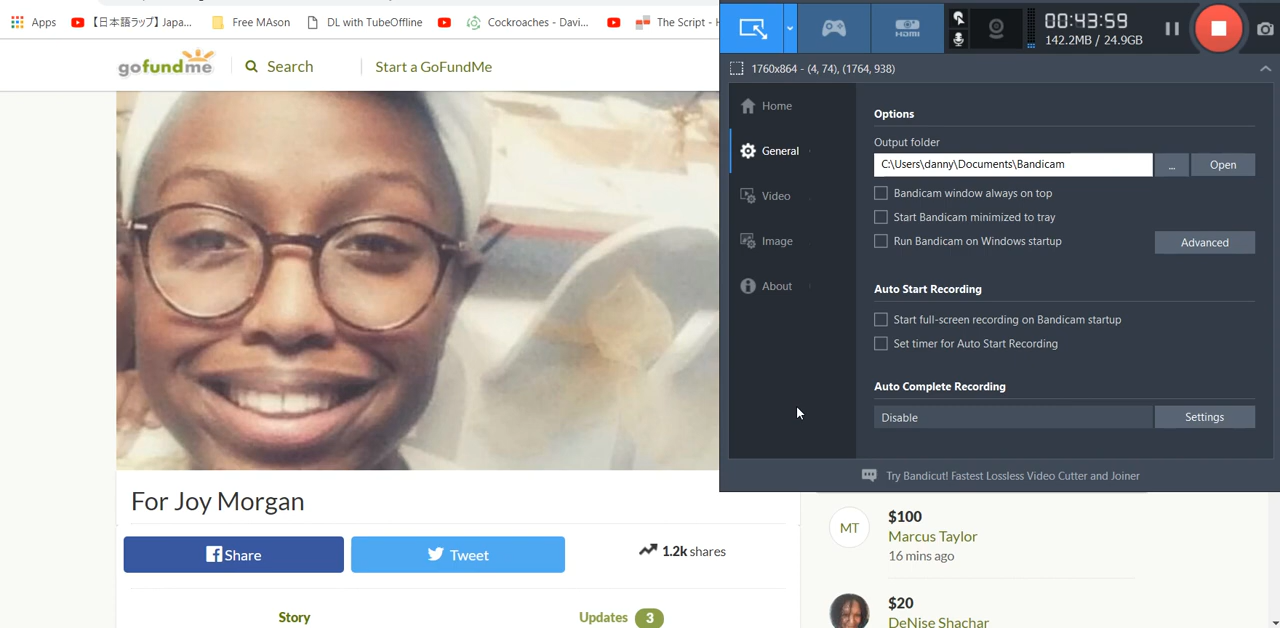 Apps
【日本語ラップ】Japa...
Free MAson
DL with TubeOffline
Cockroaches - Davi...
The Script - H
gofundme
Search
Start a GoFundMe
HDMI
00:43:59
142.2MB / 24.9GB
1760x864 - (4, 74), (1764, 938)
Home
General
Video
Image
About
Options
Output folder
C:\Users\danny\Documents\Bandicam
...
Open
Bandicam window always on top
Start Bandicam minimized to tray
Run Bandicam on Windows startup
Advanced
Auto Start Recording
Start full-screen recording on Bandicam startup
Set timer for Auto Start Recording
Auto Complete Recording
Disable
Settings
Try Bandicut! Fastest Lossless Video Cutter and Joiner
For Joy Morgan
Share
Tweet
1.2k shares
Story
Updates 3
MT
$100
Marcus Taylor
16 mins ago
$20
DeNise Shachar